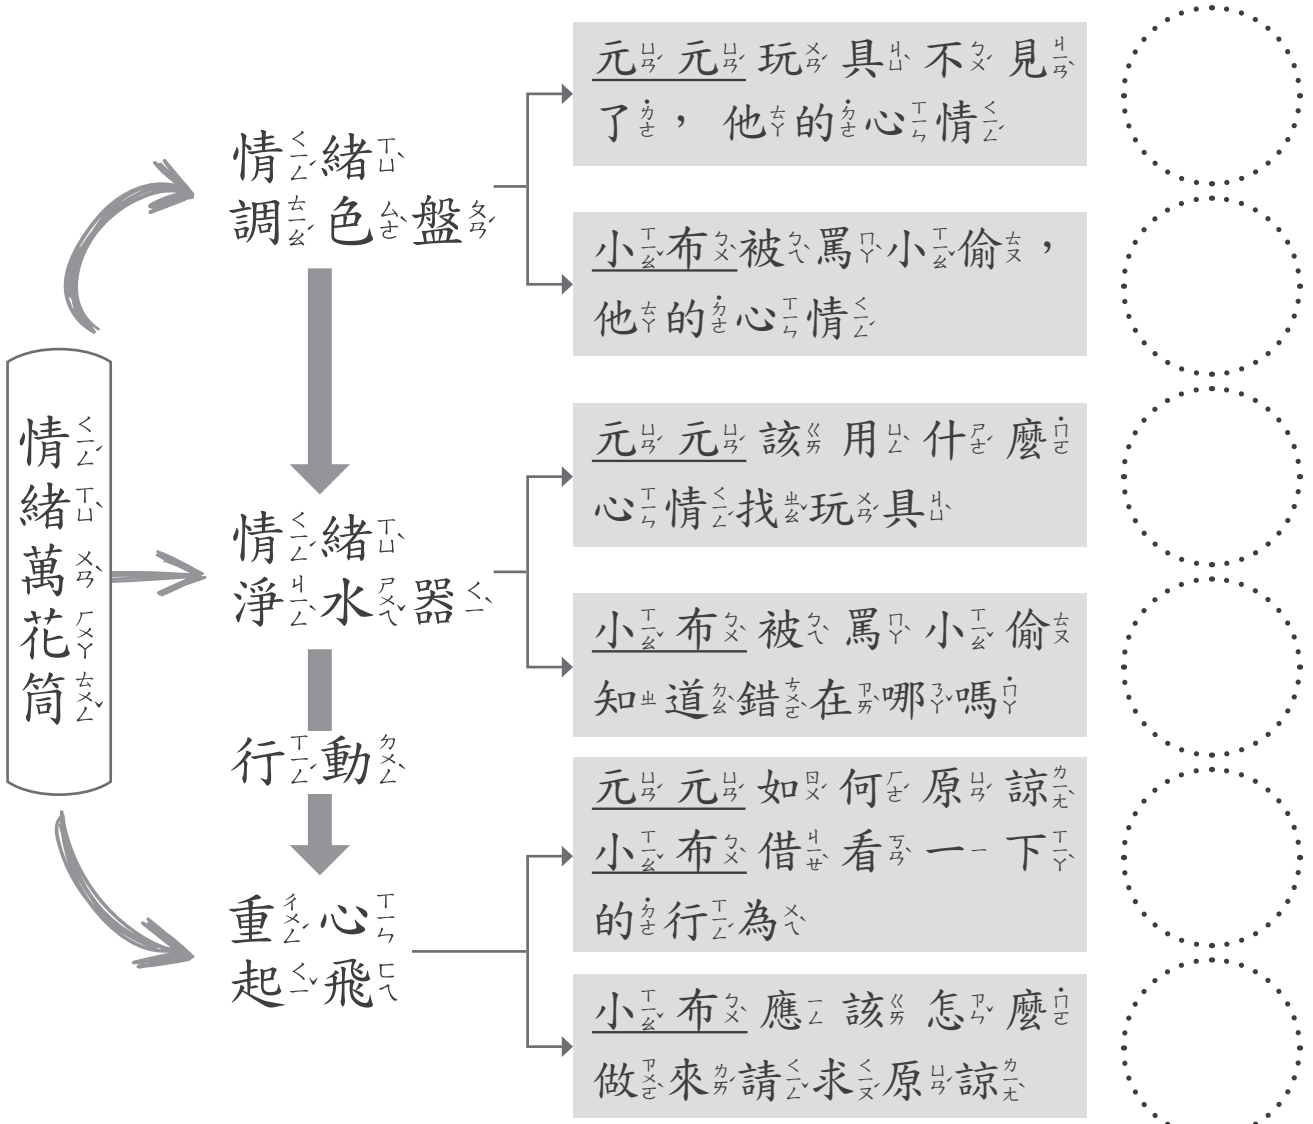 情緒萬花筒
情緒
調色盤
元元玩具不見
了，他的心情
小布被罵小偷，
他的心情
情緒
淨水器
元元該用什麼
心情找玩具
小布被罵小偷
知道錯在哪嗎
行動
重心
起飛
元元如何原諒
小布借看一下
的行為
小布應該怎麼
做來請求原諒